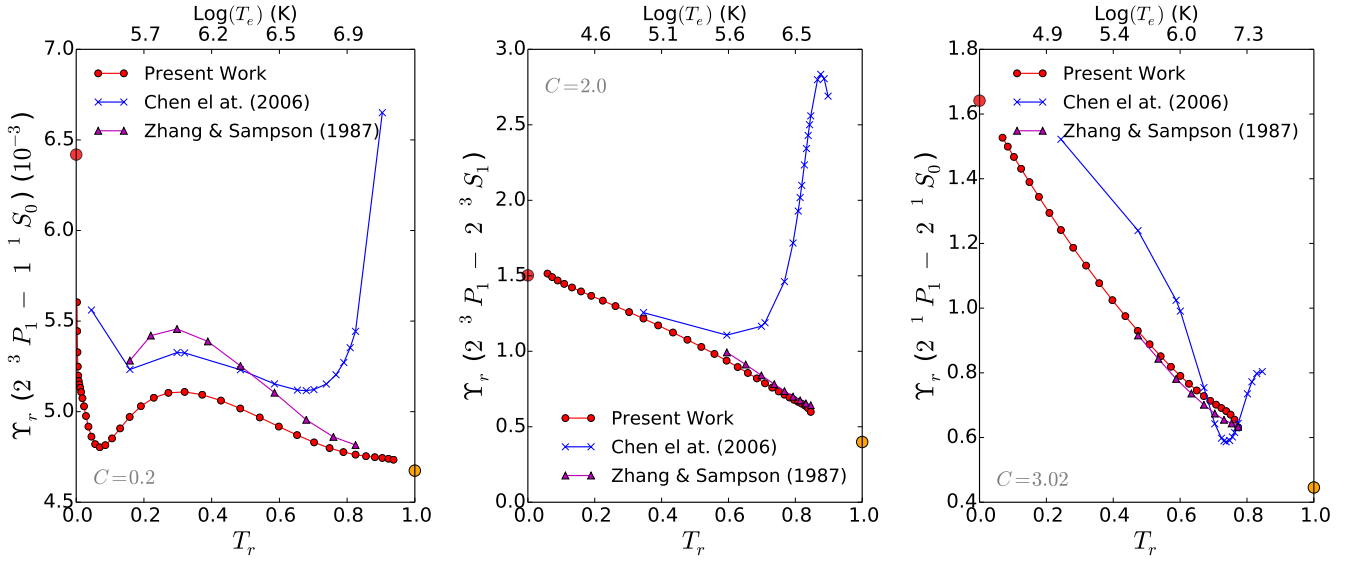 Log(T_e) (K)
5.7 6.2 6.5 6.9
7.0
6.5
6.0
5.5
5.0
4.5
ϒ_r (2 ³P₁ − 1 ¹S₀) (10⁻³)
Present Work
Chen el at. (2006)
Zhang & Sampson (1987)
C=0.2
0.0 0.2 0.4 0.6 0.8 1.0
T_r
Log(T_e) (K)
4.6 5.1 5.6 6.5
3.0
2.5
2.0
1.5
1.0
0.5
0.0
ϒ_r (2 ³P₁ − 2 ³S₁)
C=2.0
Present Work
Chen el at. (2006)
Zhang & Sampson (1987)
0.0 0.2 0.4 0.6 0.8 1.0
T_r
Log(T_e) (K)
4.9 5.4 6.0 7.3
1.8
1.6
1.4
1.2
1.0
0.8
0.6
0.4
ϒ_r (2 ¹P₁ − 2 ¹S₀)
Present Work
Chen el at. (2006)
Zhang & Sampson (1987)
C=3.02
0.0 0.2 0.4 0.6 0.8 1.0
T_r